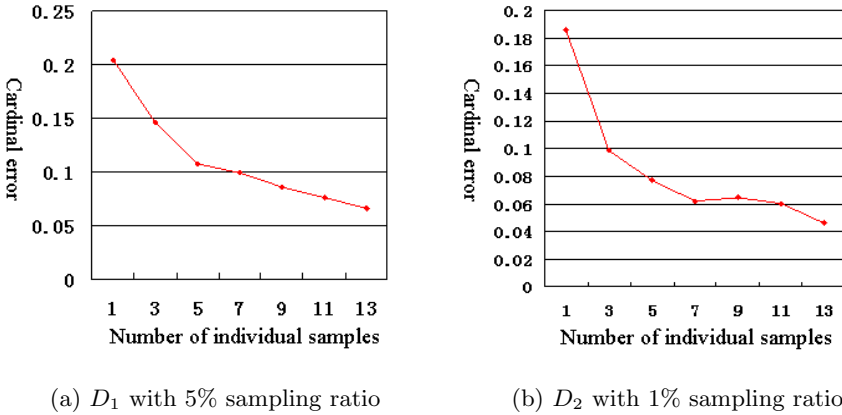 0.25
0.2
0.15
0.1
0.05
0
Cardinal error
1 3 5 7 9 11 13
Number of individual samples
(a) D₁ with 5% sampling ratio
0.2
0.18
0.16
0.14
0.12
0.1
0.08
0.06
0.04
0.02
0
Cardinal error
1 3 5 7 9 11 13
Number of individual samples
(b) D₂ with 1% sampling ratio